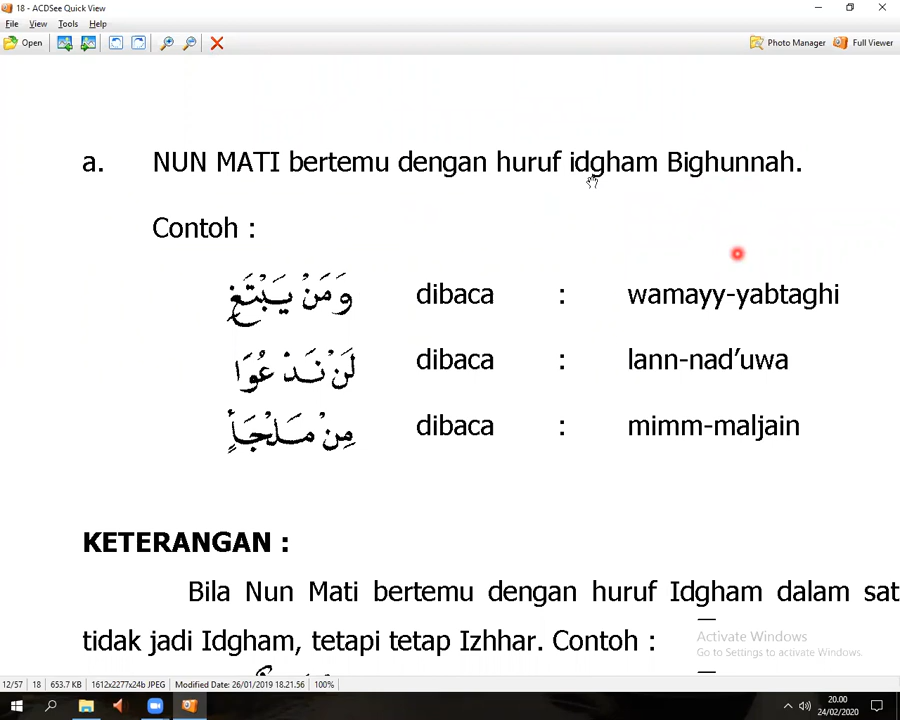 18 - ACDSee Quick View
File View Tools Help
Open Photo Manager Full Viewer
a. NUN MATI bertemu dengan huruf idgham Bighunnah.
Contoh :
وَمَنْ يَبْتَغِ dibaca : wamayy-yabtaghi
لَنْ نَدْعُوَا dibaca : lann-nad’uwa
مِنْ مَلْجَأٍ dibaca : mimm-maljain
KETERANGAN :
Bila Nun Mati bertemu dengan huruf Idgham dalam sat
tidak jadi Idgham, tetapi tetap Izhhar. Contoh :
Activate Windows
Go to Settings to activate Windows.
12/57 18 653.7 KB 1612x2277x24b JPEG Modified Date: 26/01/2019 18.21.56 100%
20.00
24/02/2020